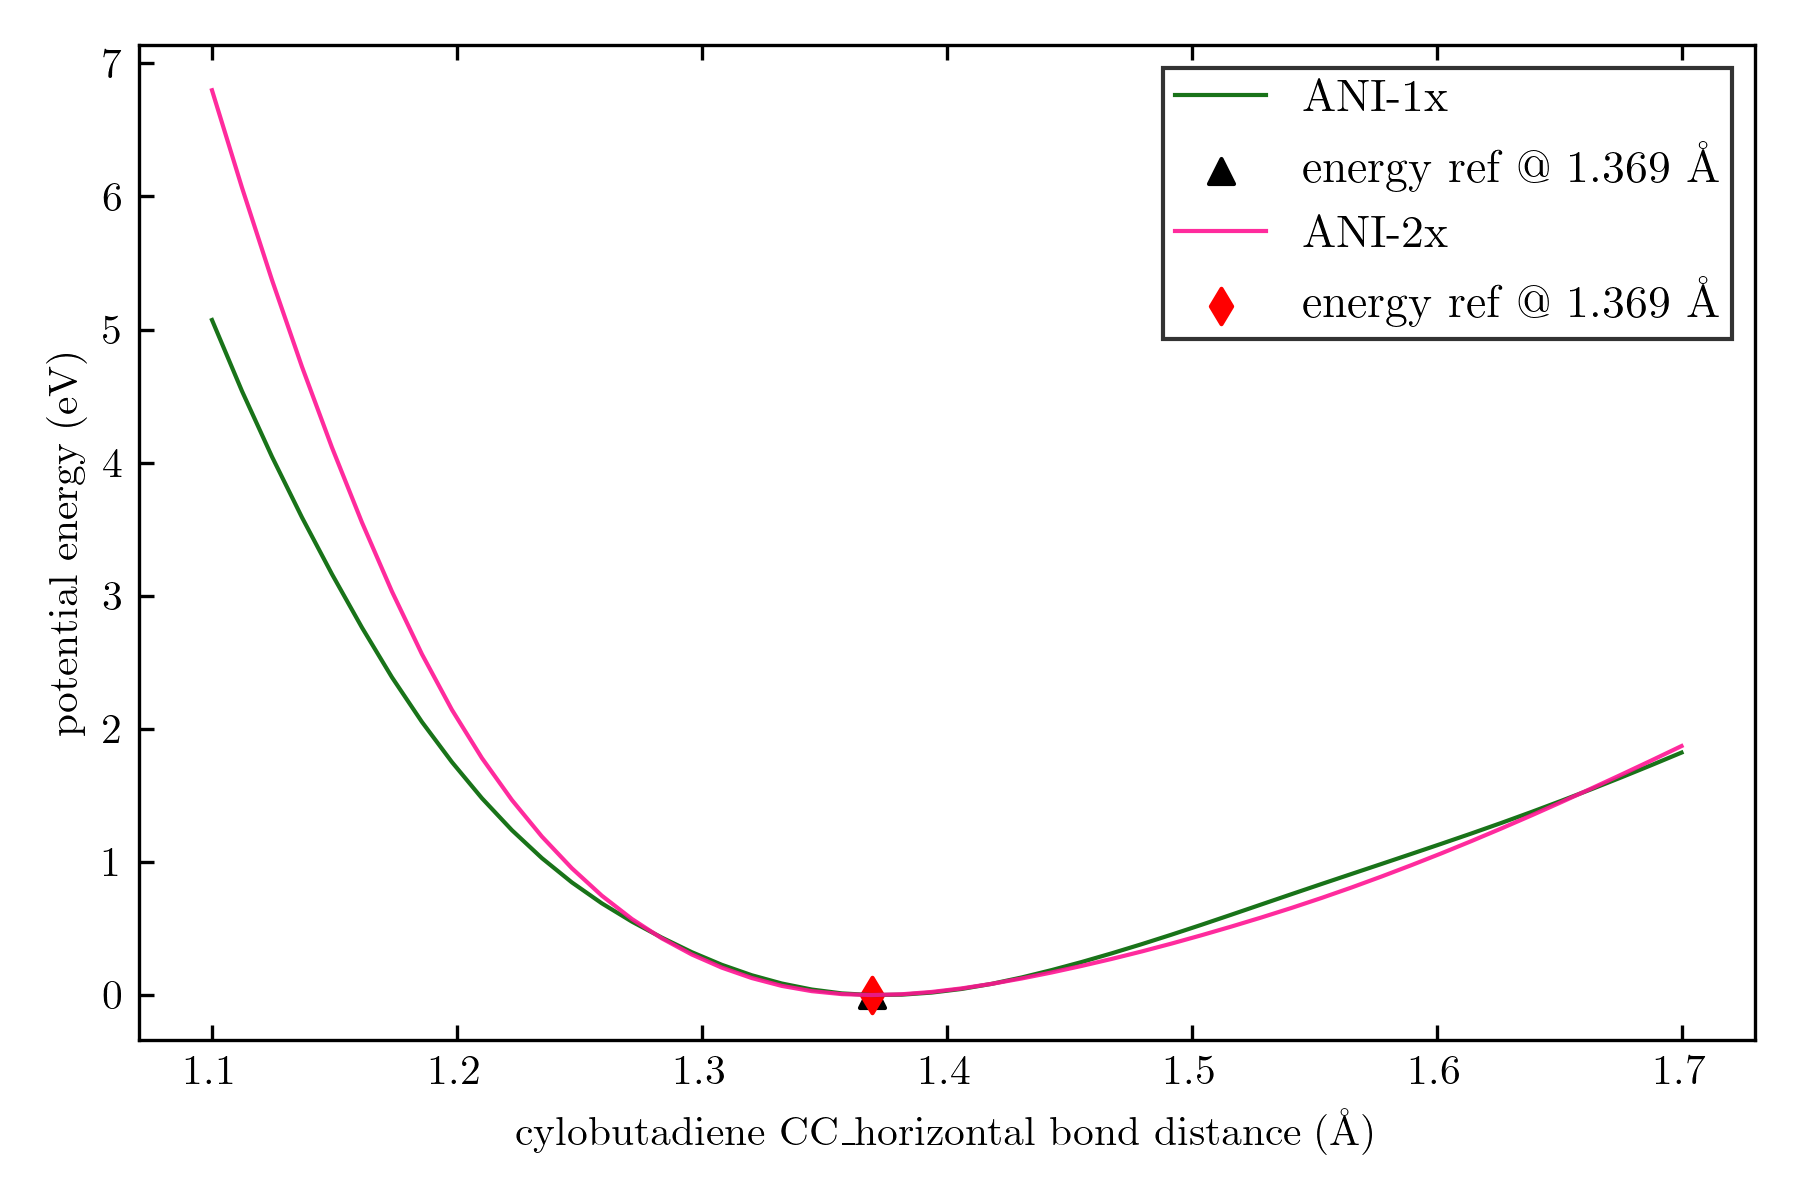 7
6
5
4
3
2
1
0
potential energy (eV)
ANI-1x
energy ref @ 1.369 Å
ANI-2x
energy ref @ 1.369 Å
1.1 1.2 1.3 1.4 1.5 1.6 1.7
cylobutadiene CC_horizontal bond distance (Å)